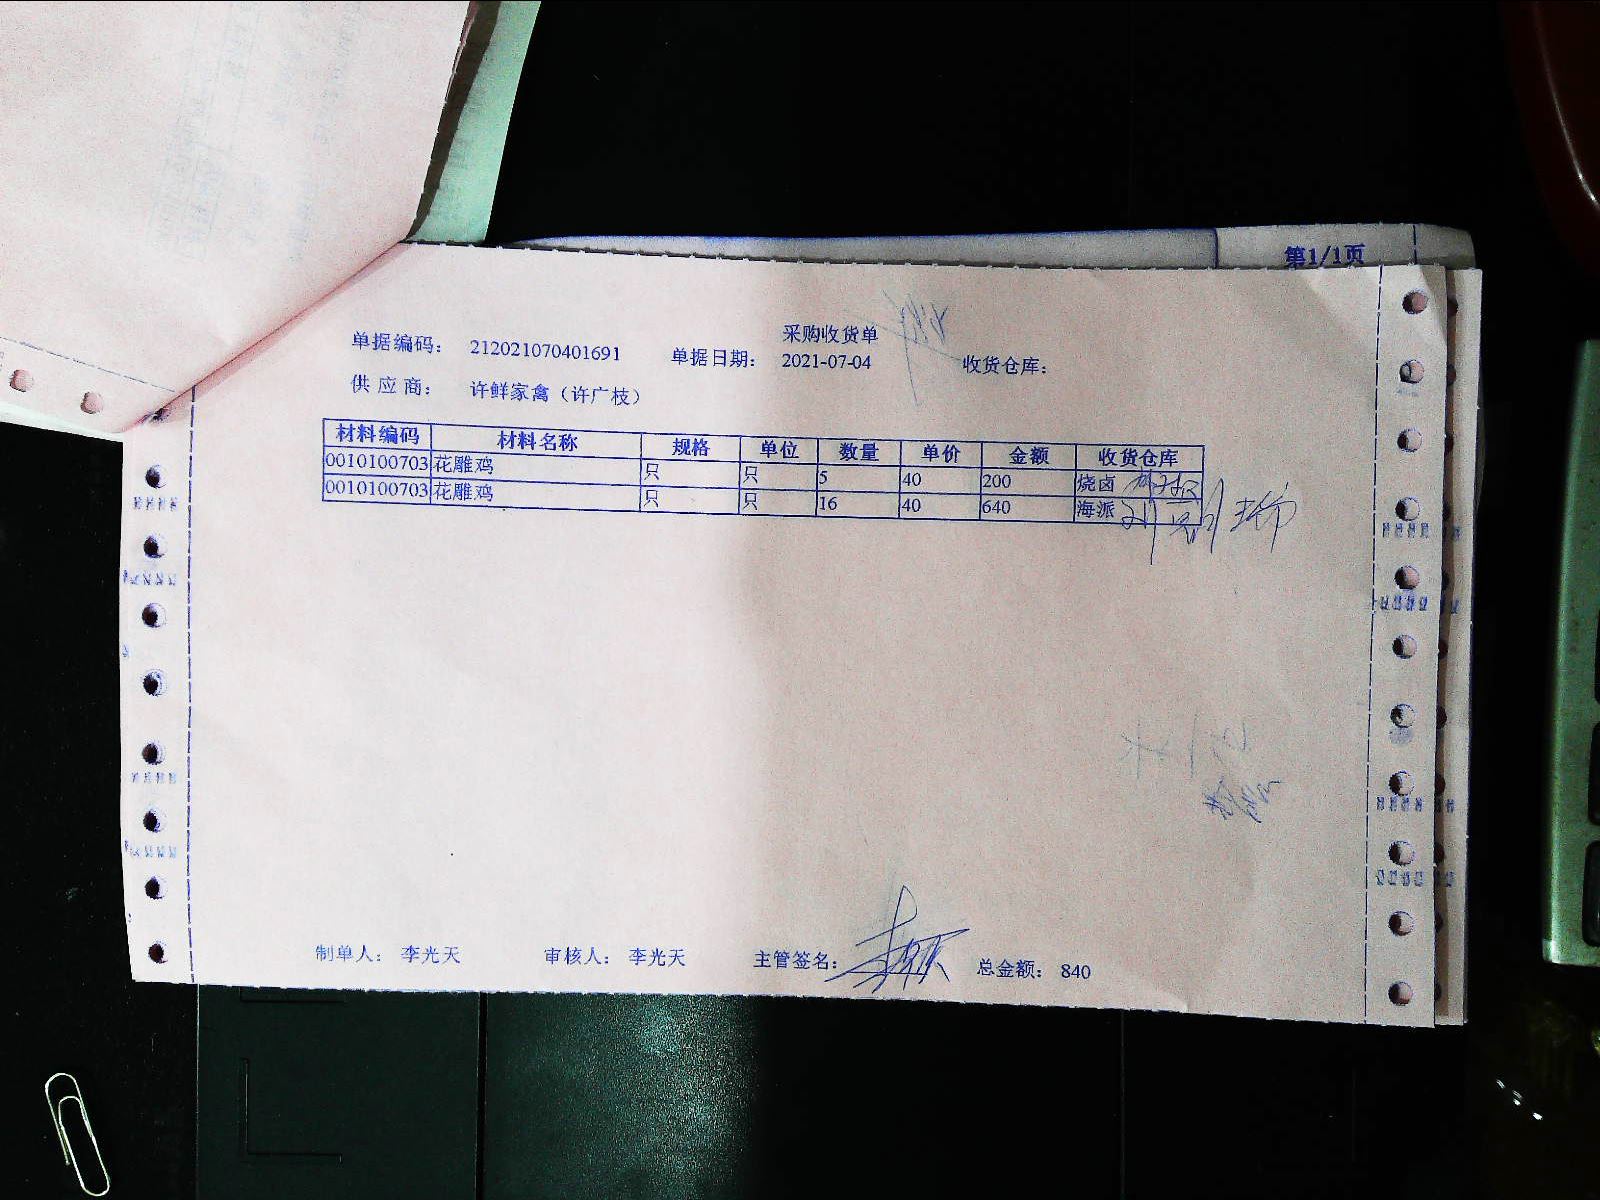 第1/1页
采购收货单
单据编码： 212021070401691 单据日期： 2021-07-04 收货仓库：
供 应 商： 许鲜家禽（许广枝）
材料编码 材料名称 规格 单位 数量 单价 金额 收货仓库
0010100703 花雕鸡 只 只 5 40 200 烧卤
0010100703 花雕鸡 只 只 16 40 640 海派
制单人： 李光天 审核人： 李光天 主管签名： 总金额： 840